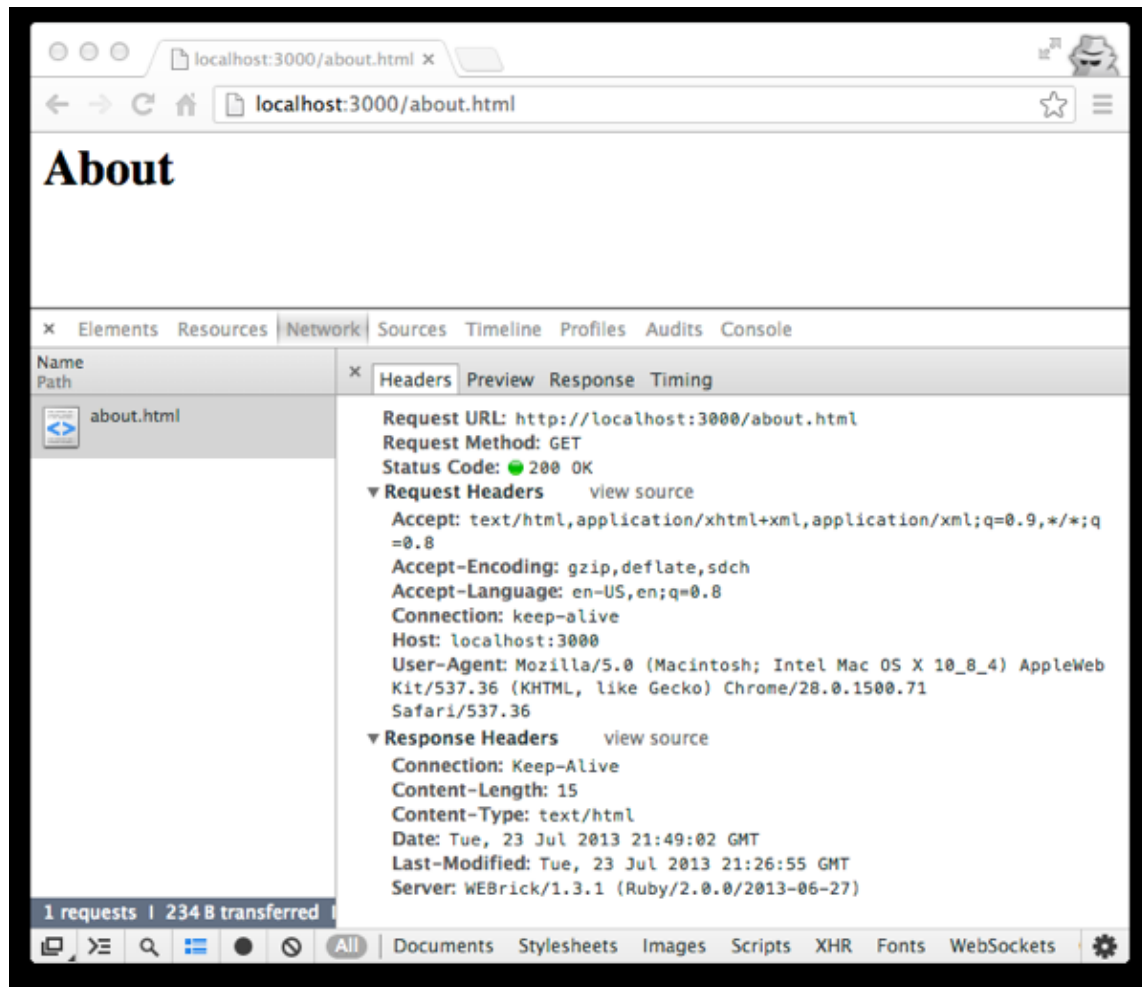 localhost:3000/about.html ×
localhost:3000/about.html
About
× Elements Resources Network Sources Timeline Profiles Audits Console
Name
Path
× Headers Preview Response Timing
about.html
Request URL: http://localhost:3000/about.html
Request Method: GET
Status Code: 200 OK
▼Request Headers view source
Accept: text/html,application/xhtml+xml,application/xml;q=0.9,*/*;q
=0.8
Accept-Encoding: gzip,deflate,sdch
Accept-Language: en-US,en;q=0.8
Connection: keep-alive
Host: localhost:3000
User-Agent: Mozilla/5.0 (Macintosh; Intel Mac OS X 10_8_4) AppleWeb
Kit/537.36 (KHTML, like Gecko) Chrome/28.0.1500.71
Safari/537.36
▼Response Headers view source
Connection: Keep-Alive
Content-Length: 15
Content-Type: text/html
Date: Tue, 23 Jul 2013 21:49:02 GMT
Last-Modified: Tue, 23 Jul 2013 21:26:55 GMT
Server: WEBrick/1.3.1 (Ruby/2.0.0/2013-06-27)
1 requests | 234 B transferred |
All | Documents Stylesheets Images Scripts XHR Fonts WebSockets